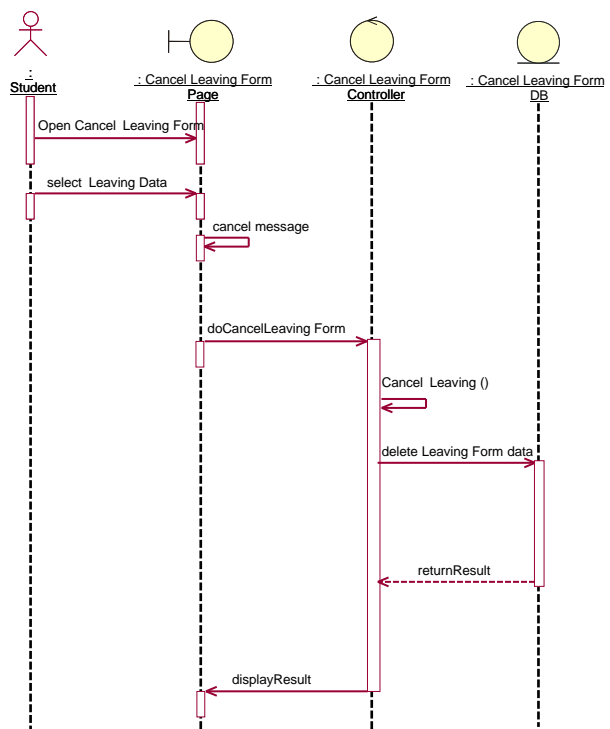 :
Student
: Cancel Leaving Form
Page
: Cancel Leaving Form
Controller
: Cancel Leaving Form
DB
Open Cancel Leaving Form
select Leaving Data
cancel message
doCancelLeaving Form
Cancel Leaving ()
delete Leaving Form data
returnResult
displayResult